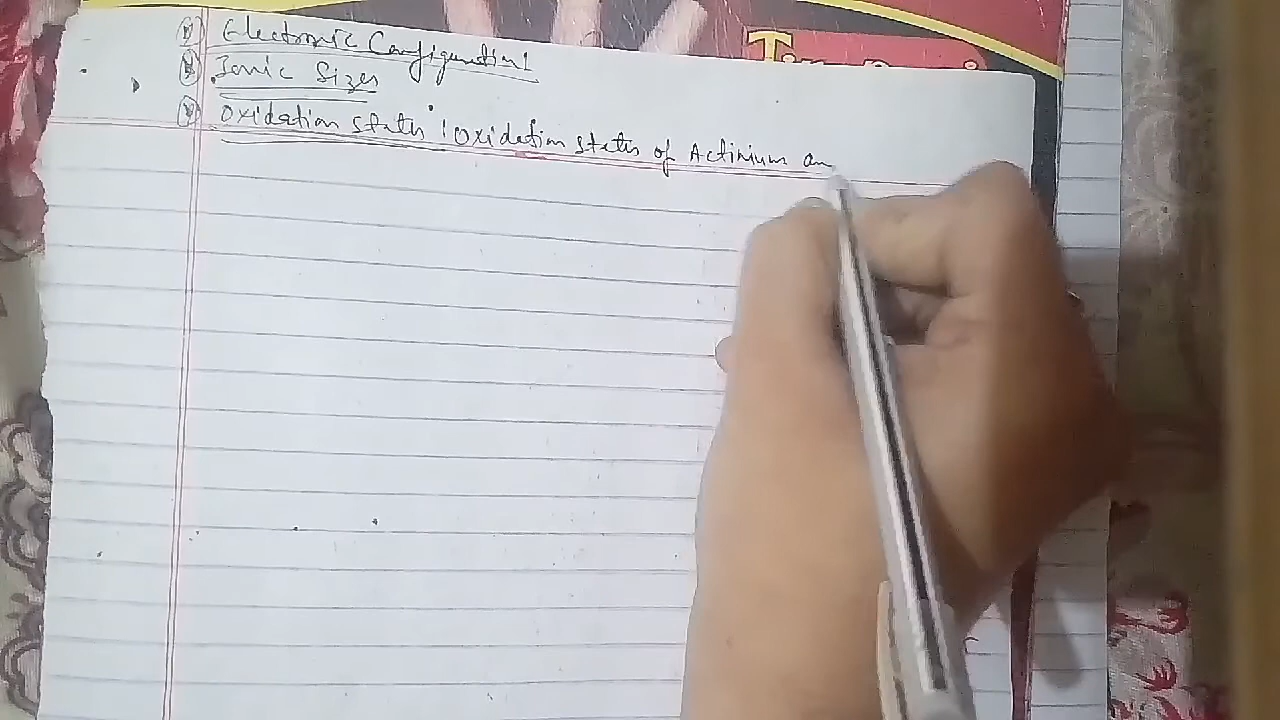 Electronic Configuration:
Ionic Sizes
Oxidation states : Oxidation states of Actinium an